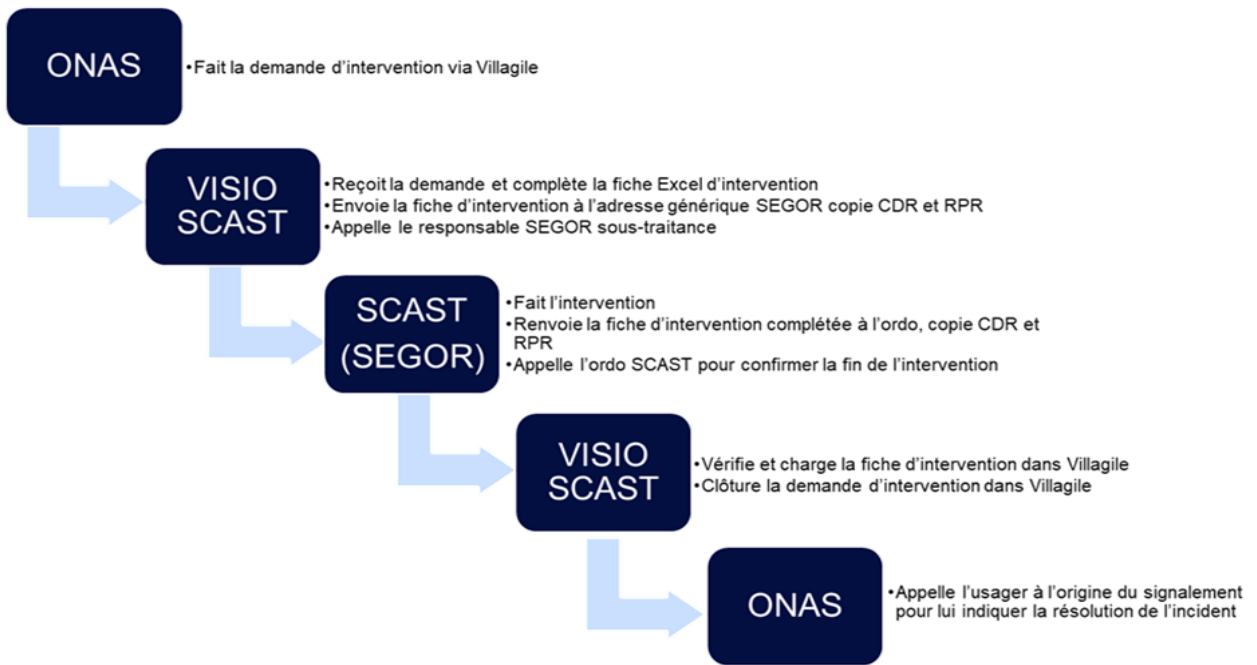 ONAS
•Fait la demande d'intervention via Villagile
VISIO
SCAST
•Reçoit la demande et complète la fiche Excel d'intervention
•Envoie la fiche d'intervention à l'adresse générique SEGOR copie CDR et RPR
•Appelle le responsable SEGOR sous-traitance
SCAST
(SEGOR)
•Fait l'intervention
•Renvoie la fiche d'intervention complétée à l'ordo, copie CDR et
RPR
•Appelle l'ordo SCAST pour confirmer la fin de l'intervention
VISIO
SCAST
•Vérifie et charge la fiche d'intervention dans Villagile
•Clôture la demande d'intervention dans Villagile
ONAS
•Appelle l'usager à l'origine du signalement
pour lui indiquer la résolution de l'incident